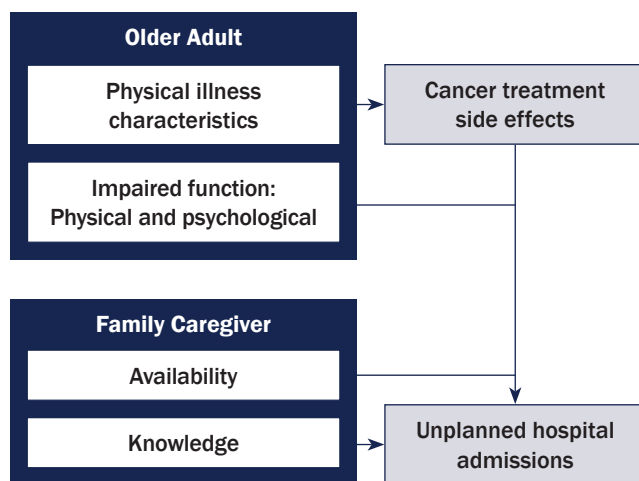 Older Adult
Physical illness
characteristics
Cancer treatment
side effects
Impaired function:
Physical and psychological
Family Caregiver
Availability
Knowledge
Unplanned hospital
admissions